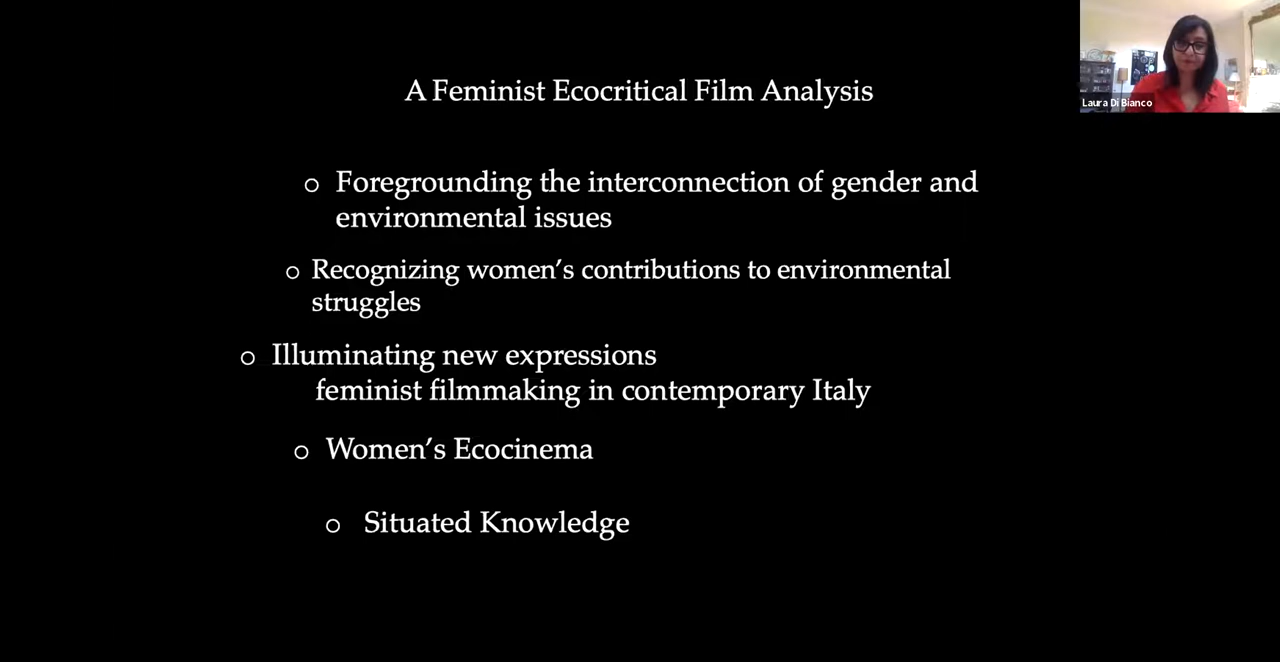 A Feminist Ecocritical Film Analysis
Laura Di Bianco
Foregrounding the interconnection of gender and
environmental issues
Recognizing women’s contributions to environmental
struggles
Illuminating new expressions
feminist filmmaking in contemporary Italy
Women’s Ecocinema
Situated Knowledge